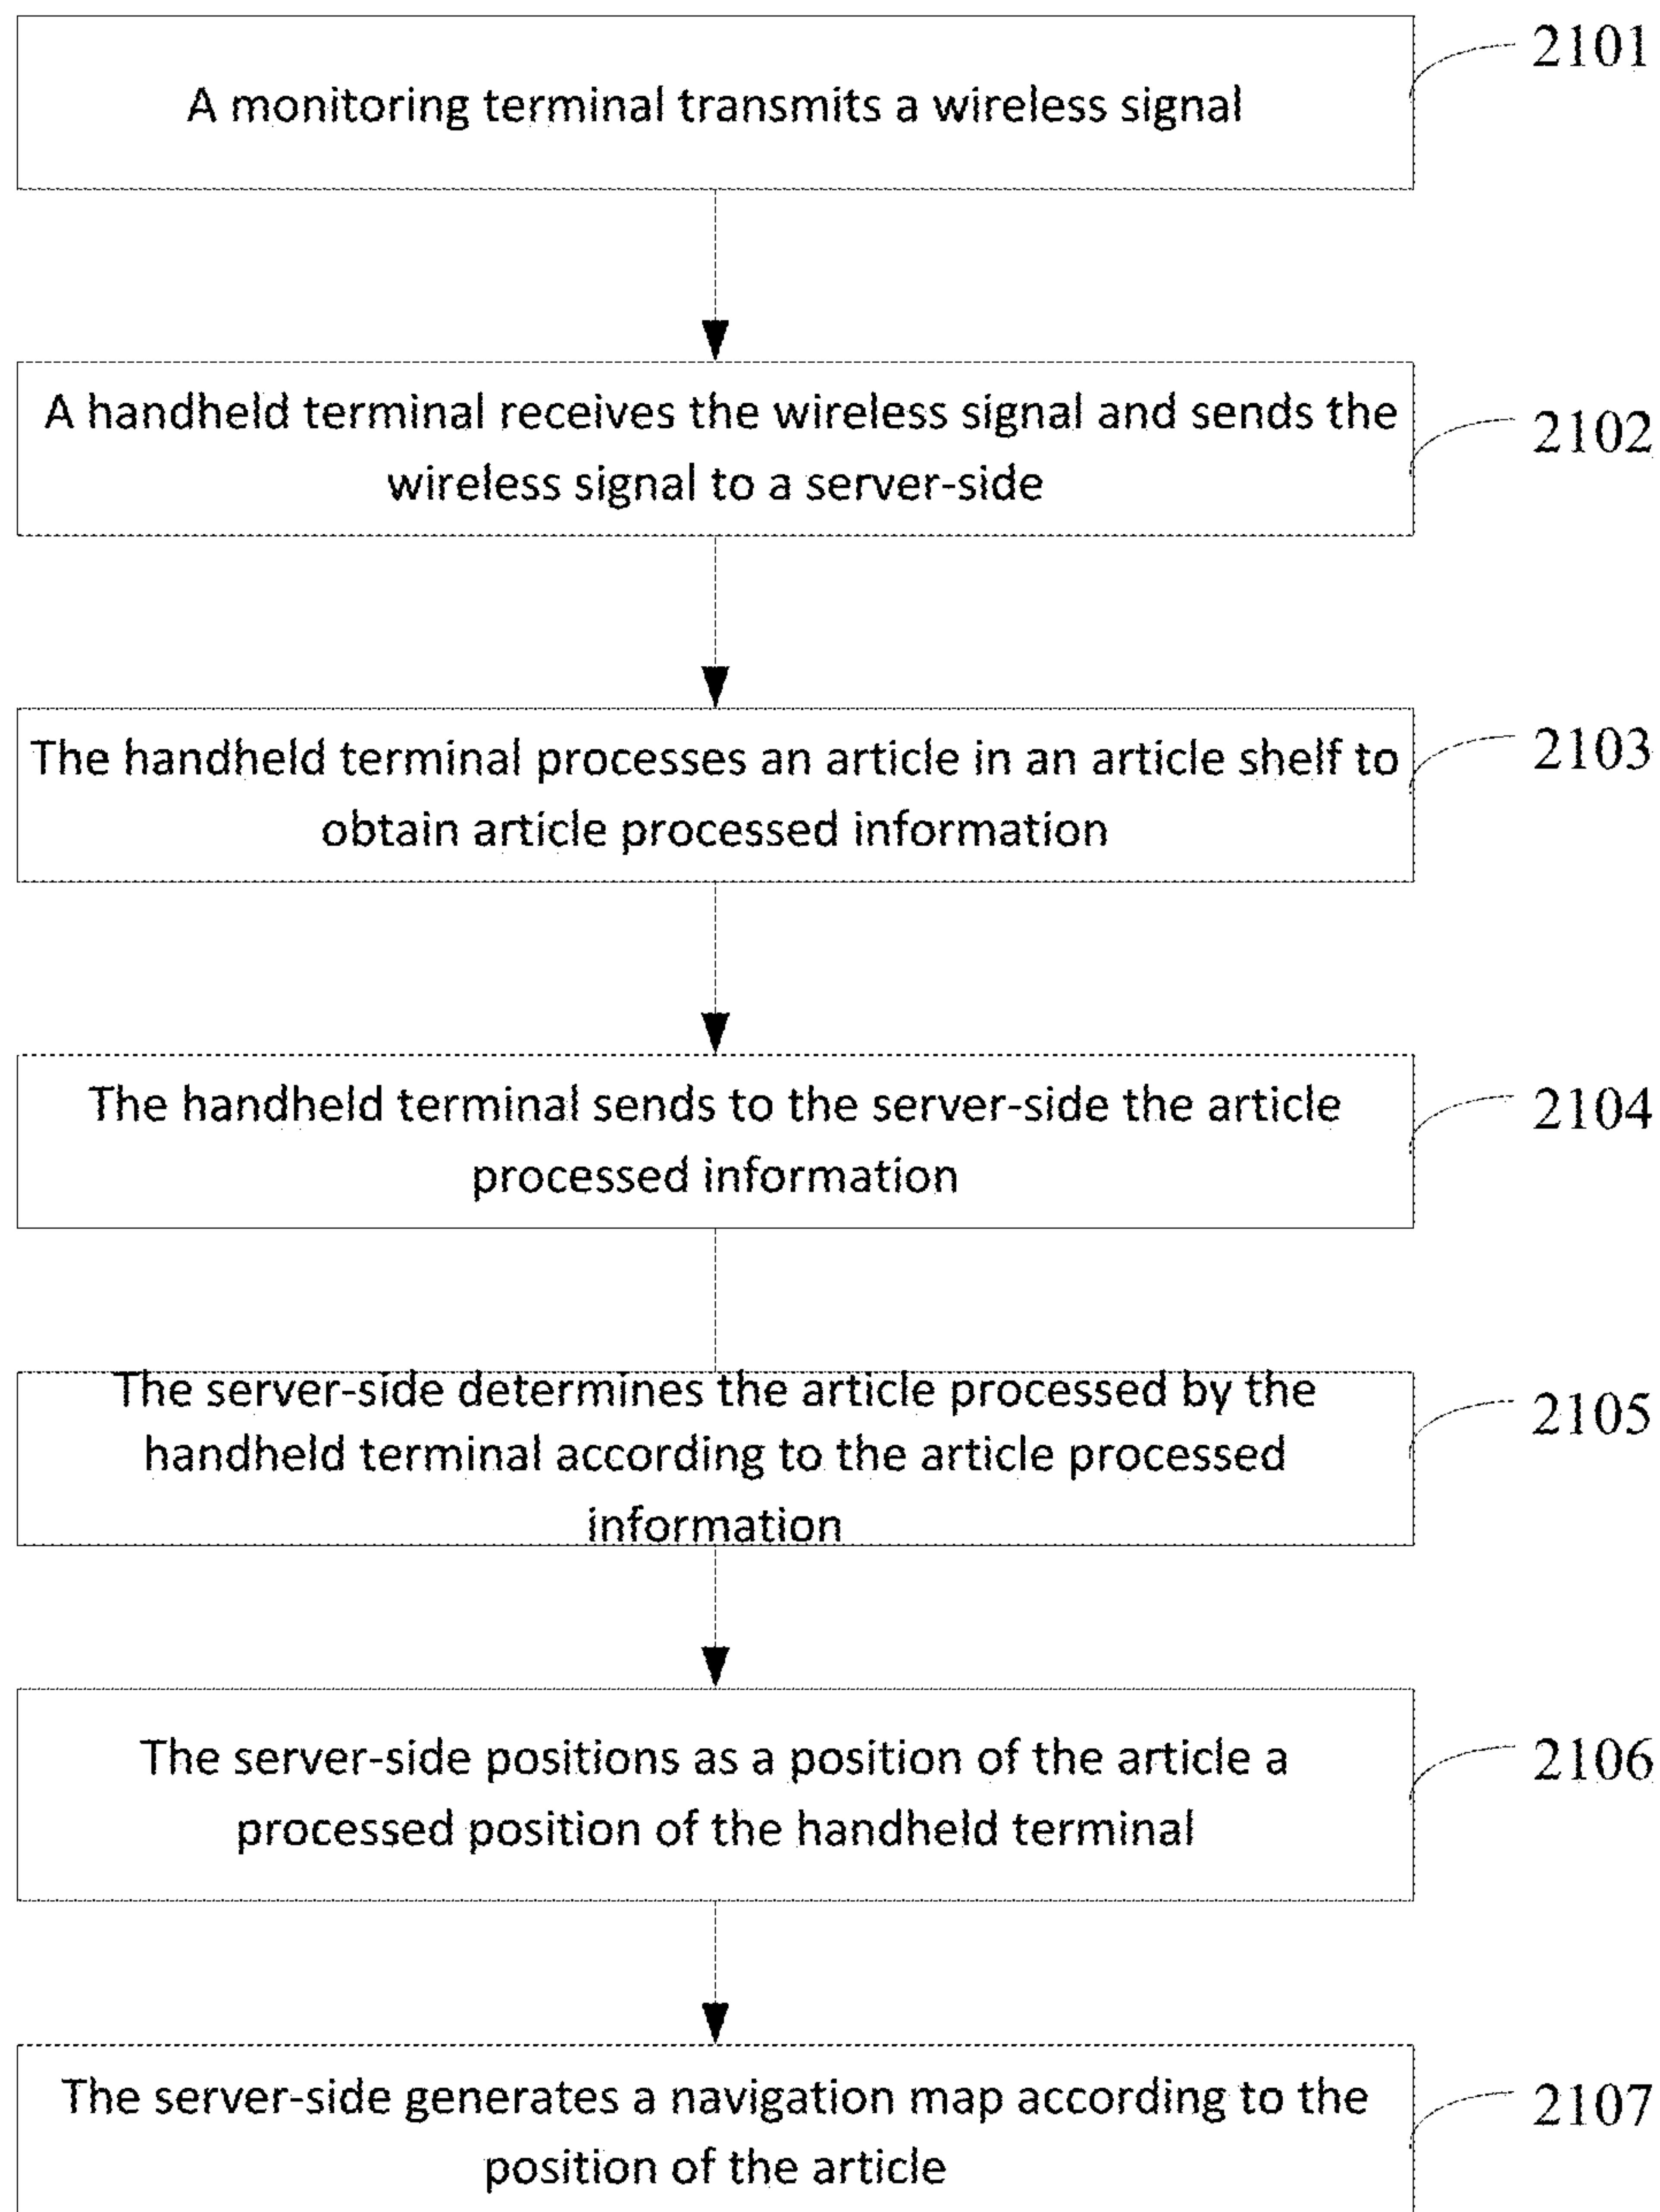 A monitoring terminal transmits a wireless signal
2101
A handheld terminal receives the wireless signal and sends the
wireless signal to a server-side
2102
The handheld terminal processes an article in an article shelf to
obtain article processed information
2103
The handheld terminal sends to the server-side the article
processed information
2104
The server-side determines the article processed by the
handheld terminal according to the article processed
information
2105
The server-side positions as a position of the article a
processed position of the handheld terminal
2106
The server-side generates a navigation map according to the
position of the article
2107